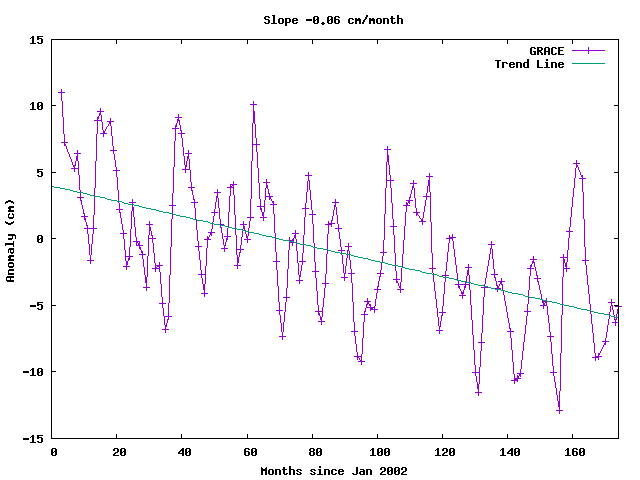 Slope -0.06 cm/month
GRACE
Trend Line
15
10
5
0
-5
-10
-15
Anomaly (cm)
0 20 40 60 80 100 120 140 160
Months since Jan 2002